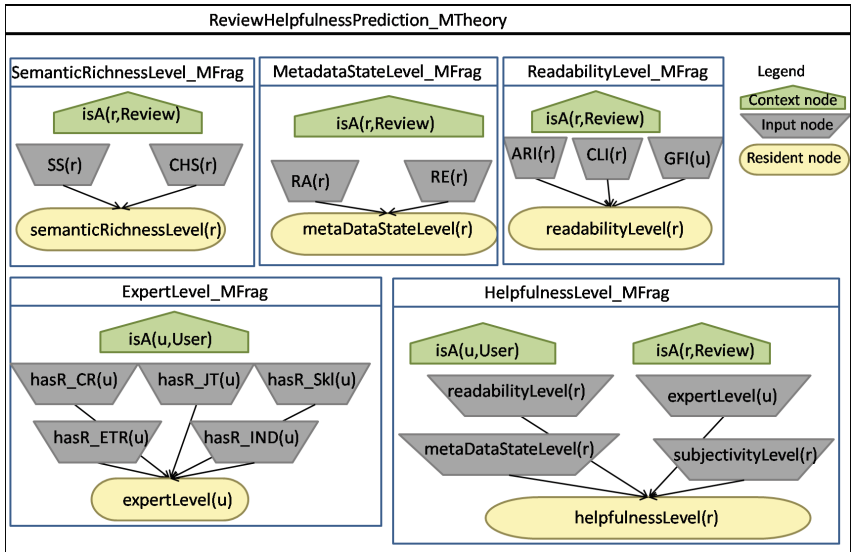 ReviewHelpfulnessPrediction_MTheory
SemanticRichnessLevel_MFrag
isA(r,Review)
SS(r)
CHS(r)
semanticRichnessLevel(r)
MetadataStateLevel_MFrag
isA(r,Review)
RA(r)
RE(r)
metaDataStateLevel(r)
ReadabilityLevel_MFrag
isA(r,Review)
ARI(r)
CLI(r)
GFI(u)
readabilityLevel(r)
Legend
Context node
Input node
Resident node
ExpertLevel_MFrag
isA(u,User)
hasR_CR(u)
hasR_JT(u)
hasR_Skl(u)
hasR_ETR(u)
hasR_IND(u)
expertLevel(u)
HelpfulnessLevel_MFrag
isA(u,User)
isA(r,Review)
readabilityLevel(r)
expertLevel(u)
metaDataStateLevel(r)
subjectivityLevel(r)
helpfulnessLevel(r)